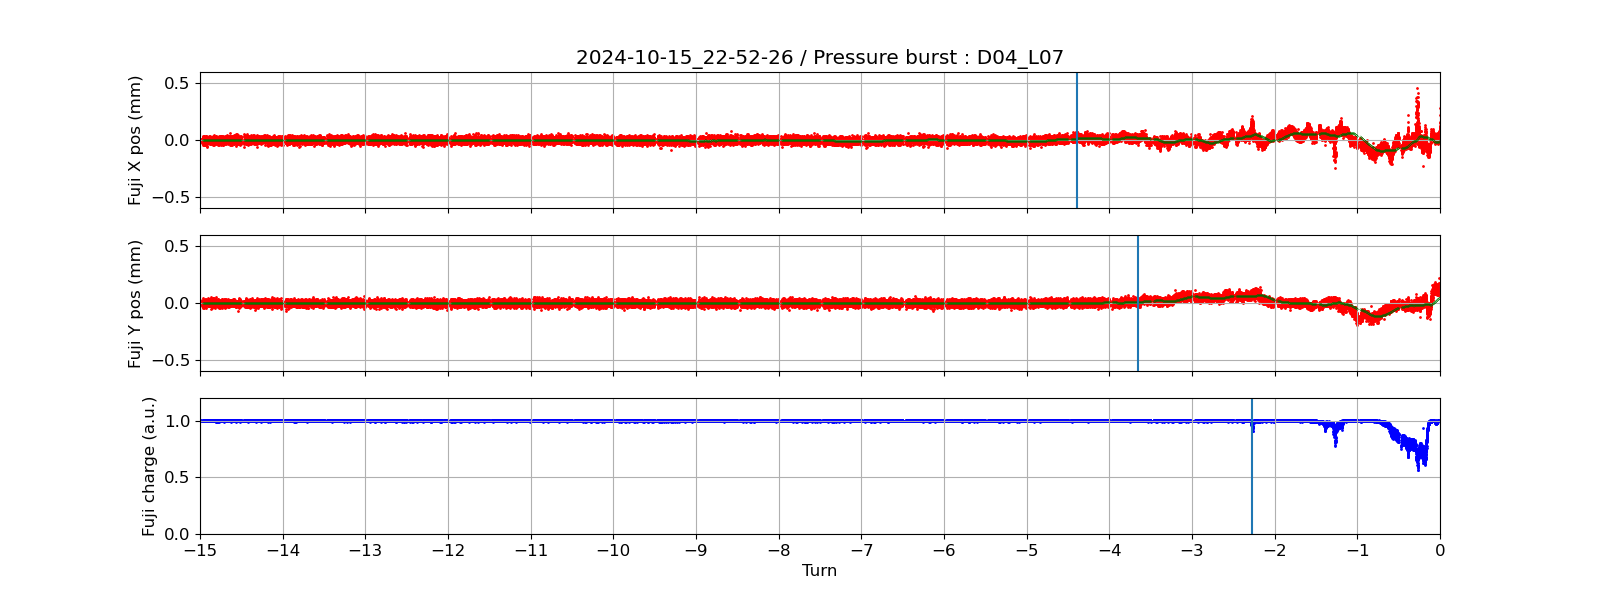 2024-10-15_22-52-26 / Pressure burst : D04_L07
Fuji X pos (mm)
0.5
0.0
−0.5
Fuji Y pos (mm)
0.5
0.0
−0.5
Fuji charge (a.u.)
1.0
0.5
0.0
−15 −14 −13 −12 −11 −10 −9 −8 −7 −6 −5 −4 −3 −2 −1 0
Turn